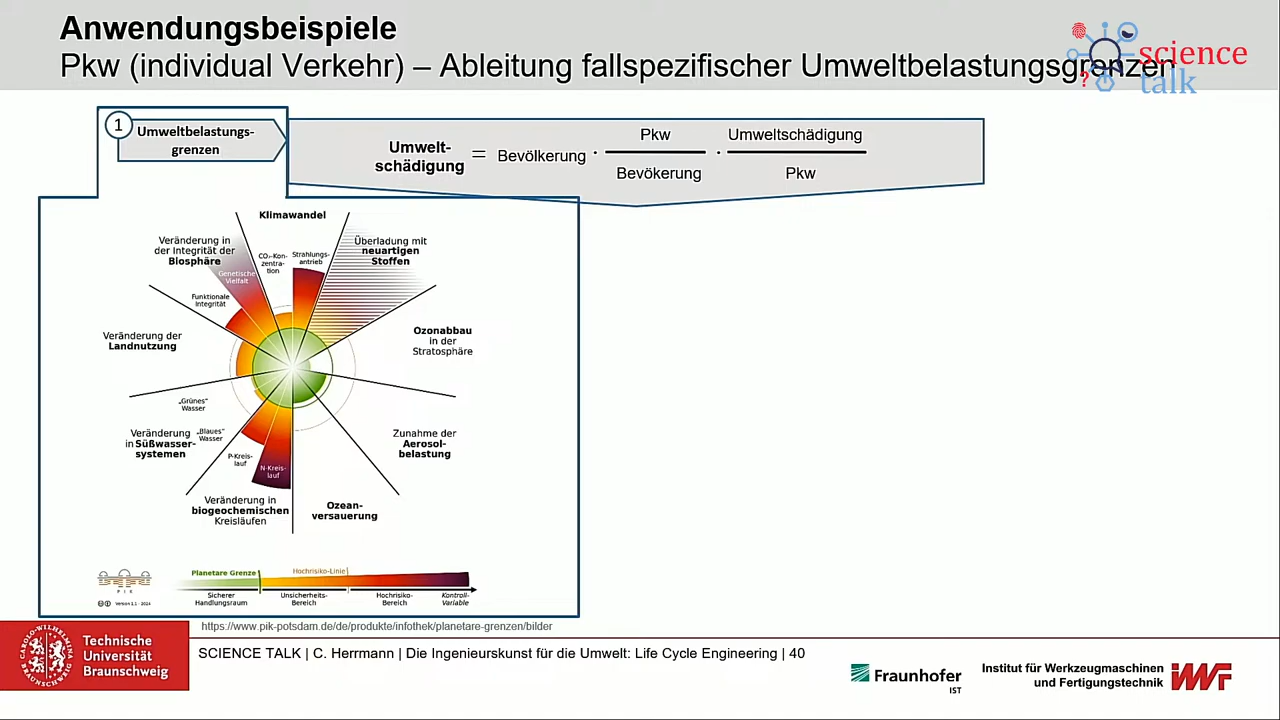 Anwendungsbeispiele
Pkw (individual Verkehr) – Ableitung fallspezifischer Umweltbelastungsgrenzen
science
talk
?
1
Umweltbelastungs-
grenzen
Umwelt-
schädigung
=
Bevölkerung
·
Pkw
Bevökerung
·
Umweltschädigung
Pkw
Klimawandel
CO₂-Kon-
zentra-
tion
Strahlungs-
antrieb
Überladung mit
neuartigen
Stoffen
Veränderung in
der Integrität der
Biosphäre
Genetische
Vielfalt
Funktionale
Integrität
Ozonabbau
in der
Stratosphäre
Veränderung der
Landnutzung
„Grünes“
Wasser
Veränderung
in Süßwasser-
systemen
„Blaues“
Wasser
Zunahme der
Aerosol-
belastung
P-Kreis-
lauf
N-Kreis-
lauf
Veränderung in
biogeochemischen
Kreisläufen
Ozean-
versauerung
Planetare Grenze
Hochrisiko-Linie
Sicherer
Handlungsraum
Unsicherheits-
Bereich
Hochrisiko-
Bereich
Kontroll-
Variable
P I K
https://www.pik-potsdam.de/de/produkte/infothek/planetare-grenzen/bilder
CAROLO-WILHELMINA
BRAUNSCHWEIG
Technische
Universität
Braunschweig
SCIENCE TALK | C. Herrmann | Die Ingenieurskunst für die Umwelt: Life Cycle Engineering | 40
Fraunhofer
IST
Institut für Werkzeugmaschinen
und Fertigungstechnik
IWF